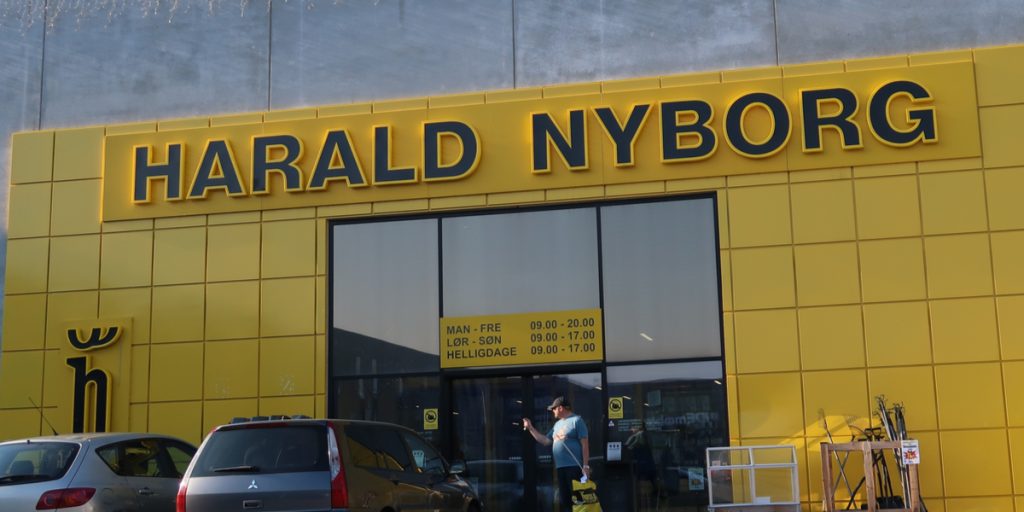 HARALD NYBORG
MAN - FRE 09.00 - 20.00
LØR - SØN 09.00 - 17.00
HELLIGDAGE 09.00 - 17.00
h